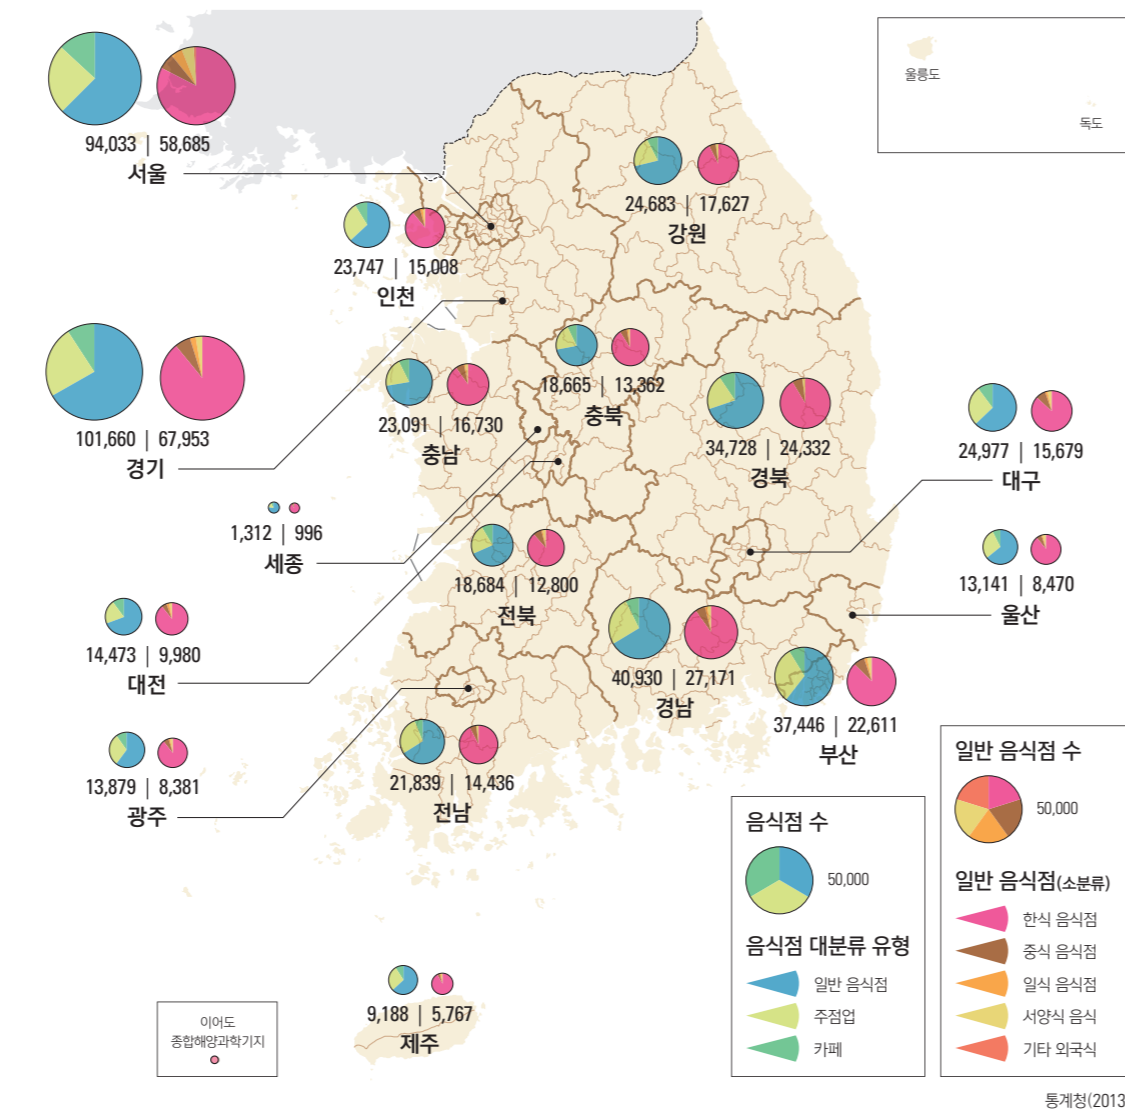 울릉도
독도
94,033 | 58,685
서울
24,683 | 17,627
강원
23,747 | 15,008
인천
18,665 | 13,362
충북
23,091 | 16,730
충남
101,660 | 67,953
경기
34,728 | 24,332
경북
24,977 | 15,679
대구
1,312 | 996
세종
18,684 | 12,800
전북
13,141 | 8,470
울산
14,473 | 9,980
대전
40,930 | 27,171
경남
37,446 | 22,611
부산
13,879 | 8,381
광주
21,839 | 14,436
전남
9,188 | 5,767
제주
이어도
종합해양과학기지
음식점 수
50,000
음식점 대분류 유형
일반 음식점
주점업
카페
일반 음식점 수
50,000
일반 음식점(소분류)
한식 음식점
중식 음식점
일식 음식점
서양식 음식
기타 외국식
통계청(2013